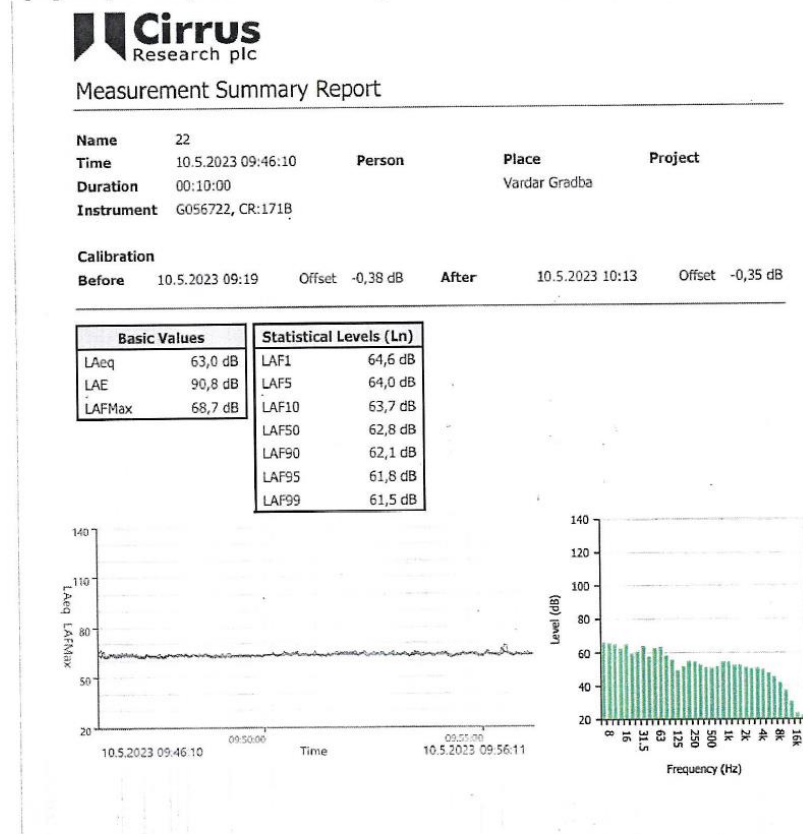 Cirrus
Research plc
Measurement Summary Report
Name 22
Time 10.5.2023 09:46:10 Person Place Project
Duration 00:10:00 Vardar Gradba
Instrument G056722, CR:171B
Calibration
Before 10.5.2023 09:19 Offset -0,38 dB After 10.5.2023 10:13 Offset -0,35 dB
Basic Values
LAeq 63,0 dB
LAE 90,8 dB
LAFMax 68,7 dB
Statistical Levels (Ln)
LAF1 64,6 dB
LAF5 64,0 dB
LAF10 63,7 dB
LAF50 62,8 dB
LAF90 62,1 dB
LAF95 61,8 dB
LAF99 61,5 dB
140
110
80
50
20
LAeq LAFMax
09:50:00 09:55:00
10.5.2023 09:46:10 Time 10.5.2023 09:56:11
140
120
100
80
60
40
20
Level (dB)
8 16 31.5 63 125 250 500 1k 2k 4k 8k 16k
Frequency (Hz)